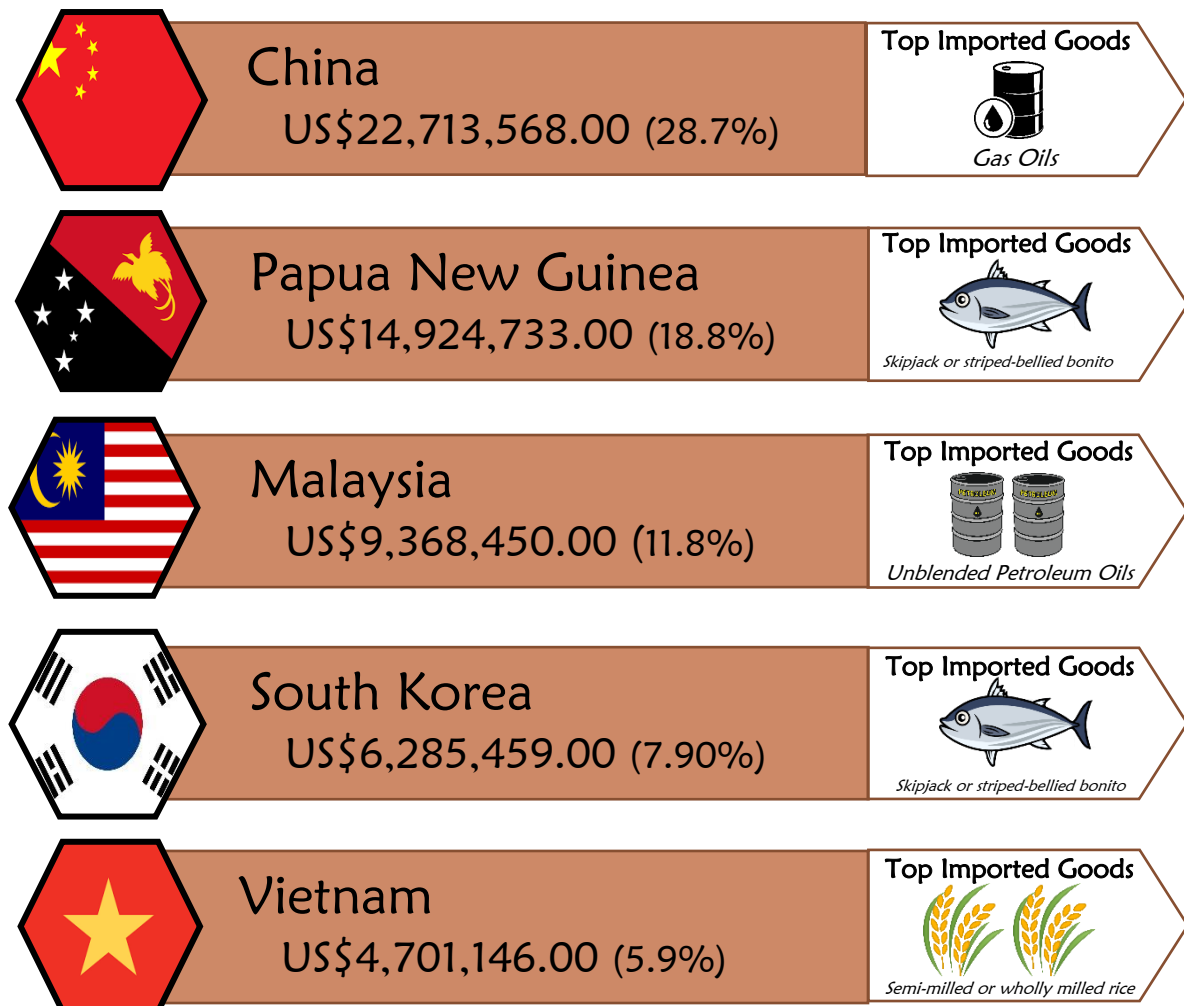 China
US$22,713,568.00 (28.7%)
Top Imported Goods
Gas Oils
Papua New Guinea
US$14,924,733.00 (18.8%)
Top Imported Goods
Skipjack or striped-bellied bonito
Malaysia
US$9,368,450.00 (11.8%)
Top Imported Goods
Unblended Petroleum Oils
South Korea
US$6,285,459.00 (7.90%)
Top Imported Goods
Skipjack or striped-bellied bonito
Vietnam
US$4,701,146.00 (5.9%)
Top Imported Goods
Semi-milled or wholly milled rice